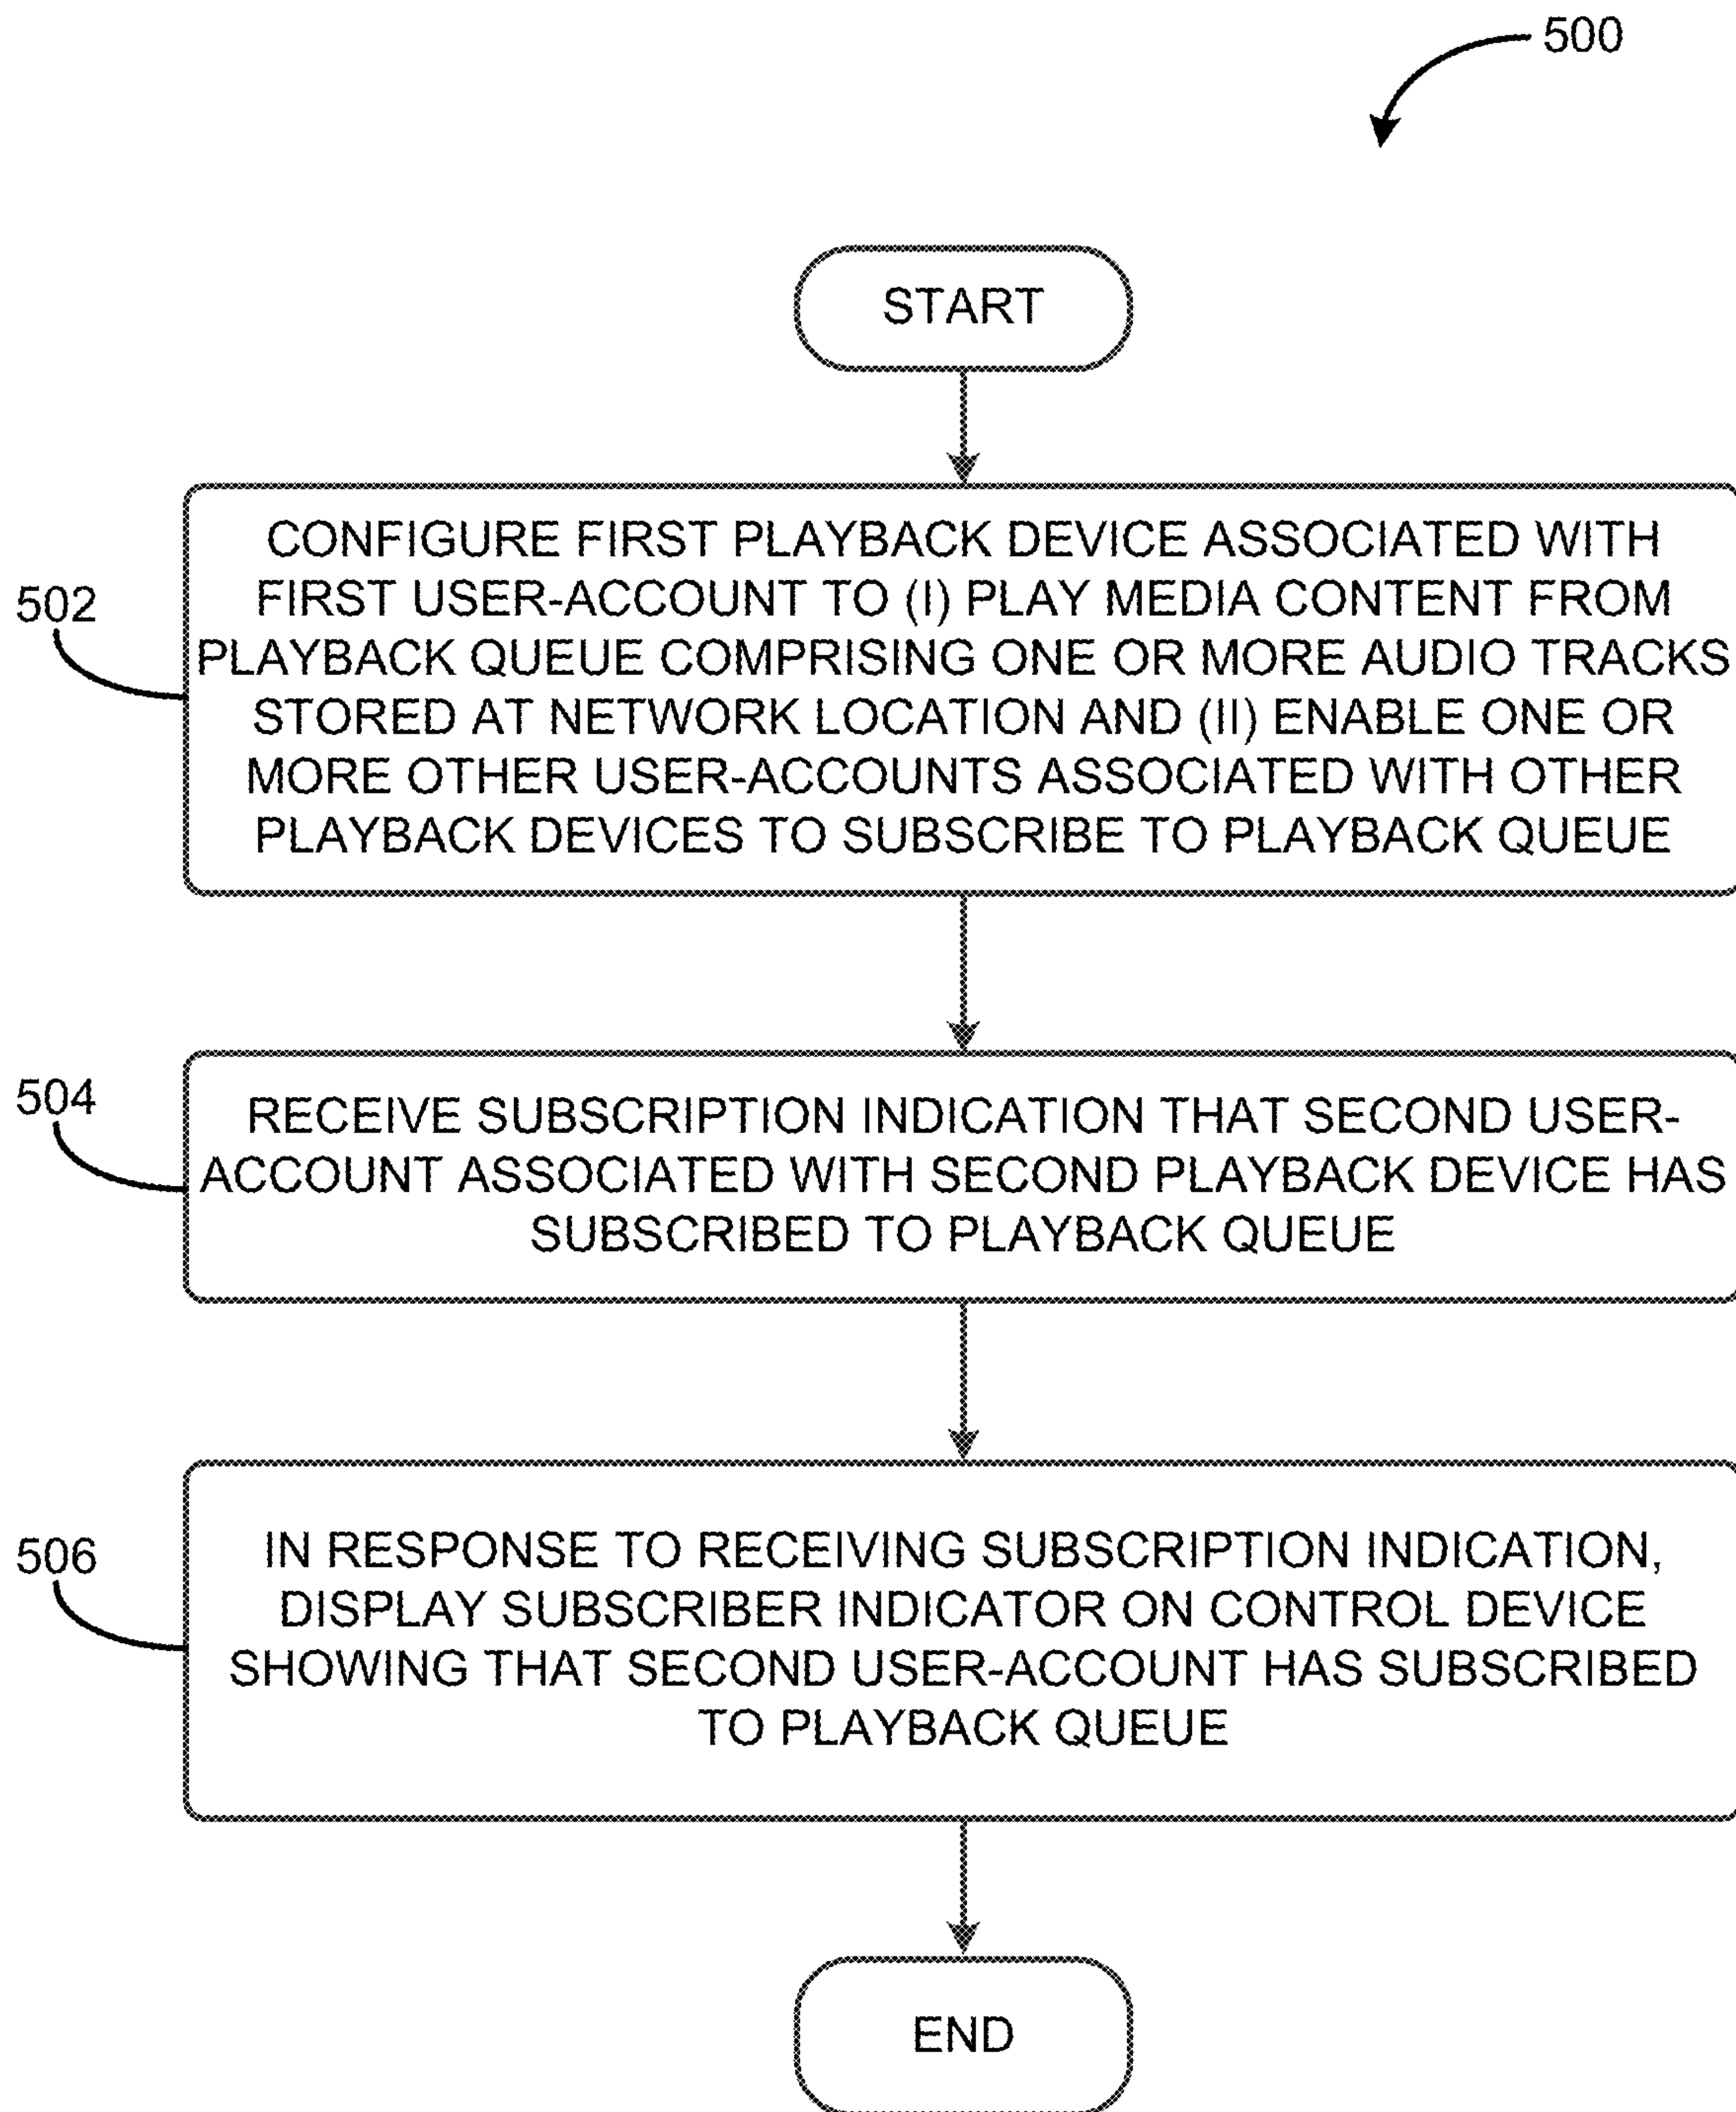 500
START
502
CONFIGURE FIRST PLAYBACK DEVICE ASSOCIATED WITH
FIRST USER-ACCOUNT TO (I) PLAY MEDIA CONTENT FROM
PLAYBACK QUEUE COMPRISING ONE OR MORE AUDIO TRACKS
STORED AT NETWORK LOCATION AND (II) ENABLE ONE OR
MORE OTHER USER-ACCOUNTS ASSOCIATED WITH OTHER
PLAYBACK DEVICES TO SUBSCRIBE TO PLAYBACK QUEUE
504
RECEIVE SUBSCRIPTION INDICATION THAT SECOND USER-
ACCOUNT ASSOCIATED WITH SECOND PLAYBACK DEVICE HAS
SUBSCRIBED TO PLAYBACK QUEUE
506
IN RESPONSE TO RECEIVING SUBSCRIPTION INDICATION,
DISPLAY SUBSCRIBER INDICATOR ON CONTROL DEVICE
SHOWING THAT SECOND USER-ACCOUNT HAS SUBSCRIBED
TO PLAYBACK QUEUE
END